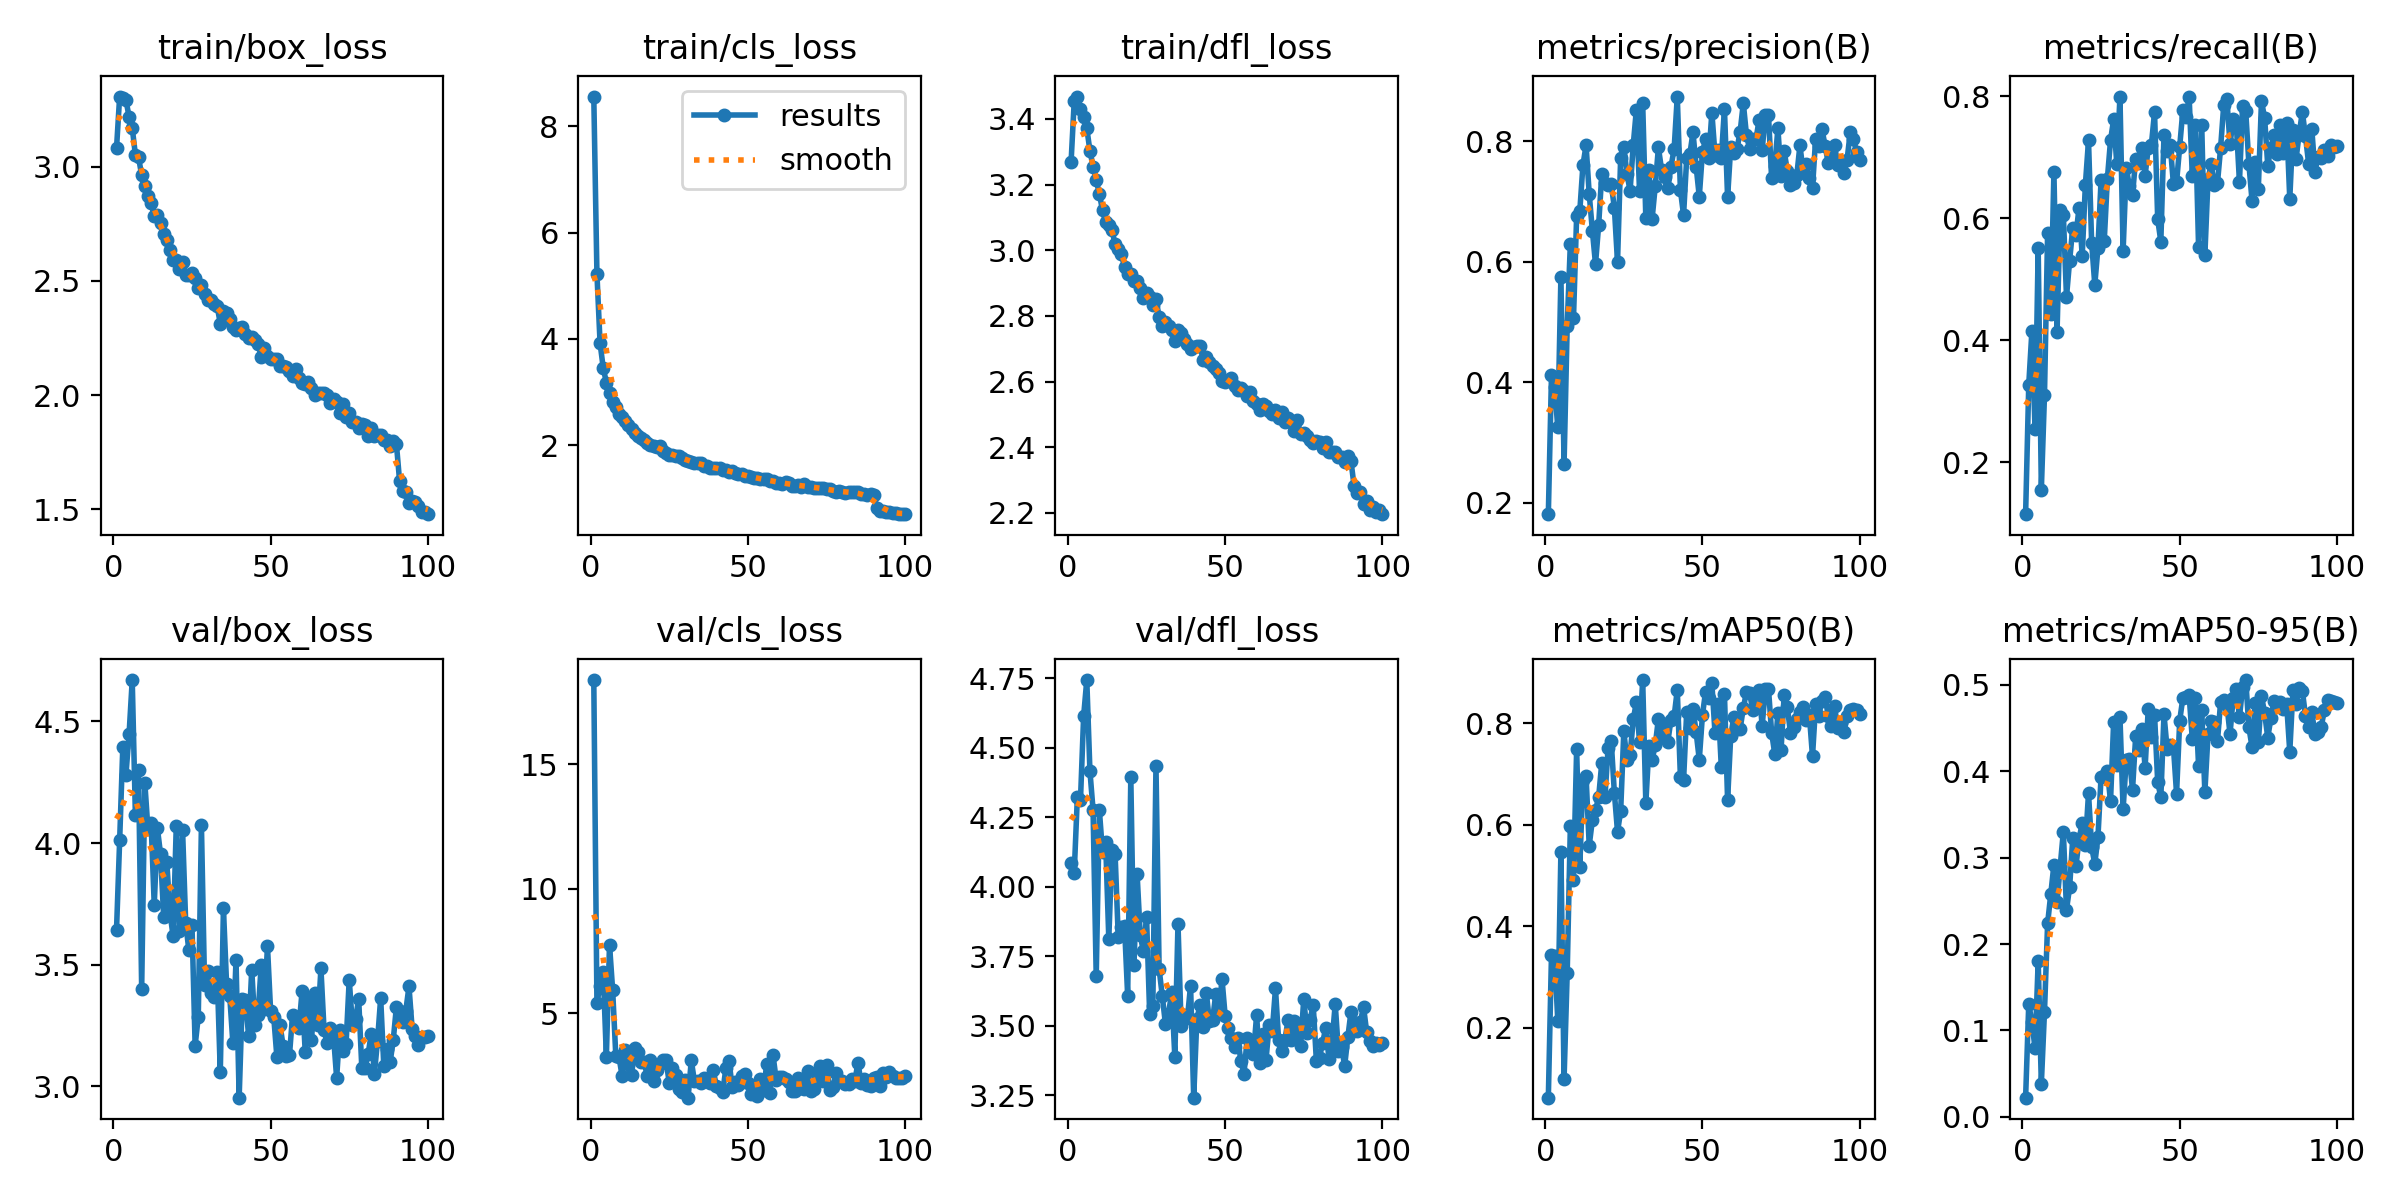 train/box_loss
train/cls_loss
train/dfl_loss
metrics/precision(B)
metrics/recall(B)
3.0
2.5
2.0
1.5
0 50 100
8
6
4
2
0 50 100
results
smooth
3.4
3.2
3.0
2.8
2.6
2.4
2.2
0 50 100
0.8
0.6
0.4
0.2
0 50 100
0.8
0.6
0.4
0.2
0 50 100
val/box_loss
val/cls_loss
val/dfl_loss
metrics/mAP50(B)
metrics/mAP50-95(B)
4.5
4.0
3.5
3.0
0 50 100
15
10
5
0 50 100
4.75
4.50
4.25
4.00
3.75
3.50
3.25
0 50 100
0.8
0.6
0.4
0.2
0 50 100
0.5
0.4
0.3
0.2
0.1
0.0
0 50 100